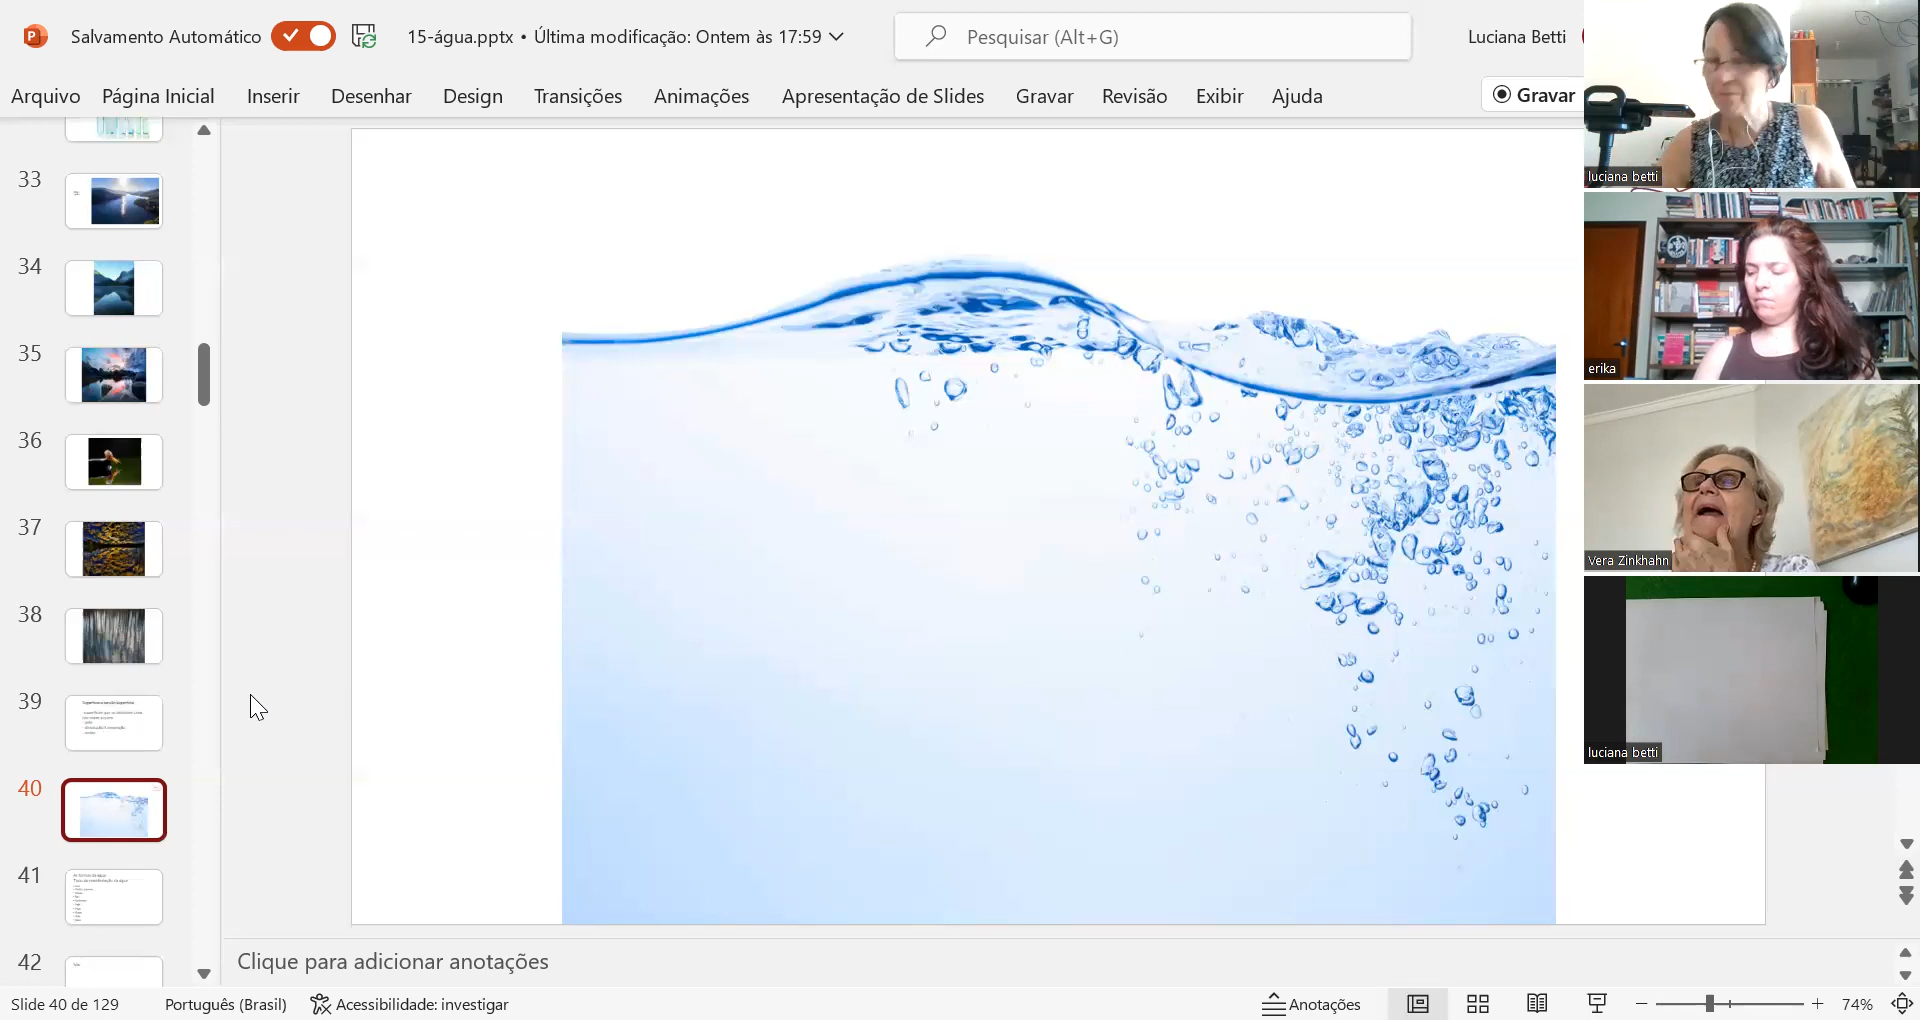 Salvamento Automático
15-água.pptx • Última modificação: Ontem às 17:59
Pesquisar (Alt+G)
Luciana Betti
Arquivo Página Inicial Inserir Desenhar Design Transições Animações Apresentação de Slides Gravar Revisão Exibir Ajuda
Gravar
luciana betti
erika
Vera Zinkhahn
luciana betti
33
34
35
36
37
38
39
40
41
42
Clique para adicionar anotações
Slide 40 de 129
Português (Brasil)
Acessibilidade: investigar
Anotações
74%